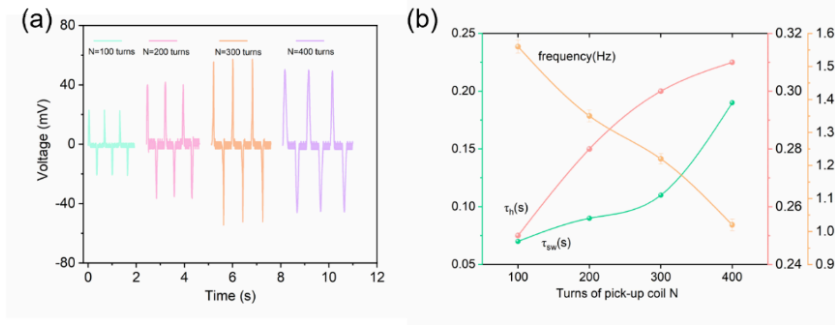 (a)
80
40
0
-40
-80
Voltage (mV)
N=100 turns
N=200 turns
N=300 turns
N=400 turns
0
2
4
6
8
10
12
Time (s)
(b)
0.25
0.20
0.15
0.10
0.05
frequency(Hz)
τh(s)
τsw(s)
100
200
300
400
Turns of pick-up coil N
0.32
0.30
0.28
0.26
0.24
1.6
1.5
1.4
1.3
1.2
1.1
1.0
0.9